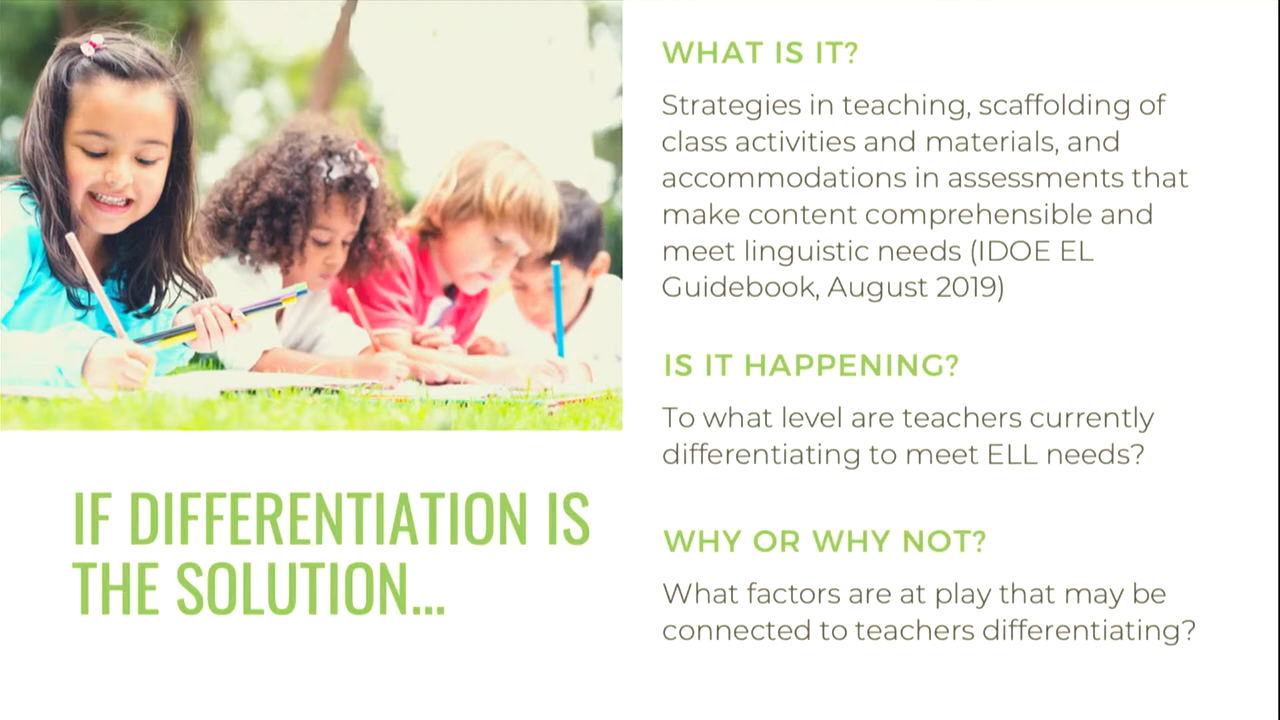 WHAT IS IT?
Strategies in teaching, scaffolding of
class activities and materials, and
accommodations in assessments that
make content comprehensible and
meet linguistic needs (IDOE EL
Guidebook, August 2019)
IS IT HAPPENING?
To what level are teachers currently
differentiating to meet ELL needs?
WHY OR WHY NOT?
What factors are at play that may be
connected to teachers differentiating?
IF DIFFERENTIATION IS
THE SOLUTION...